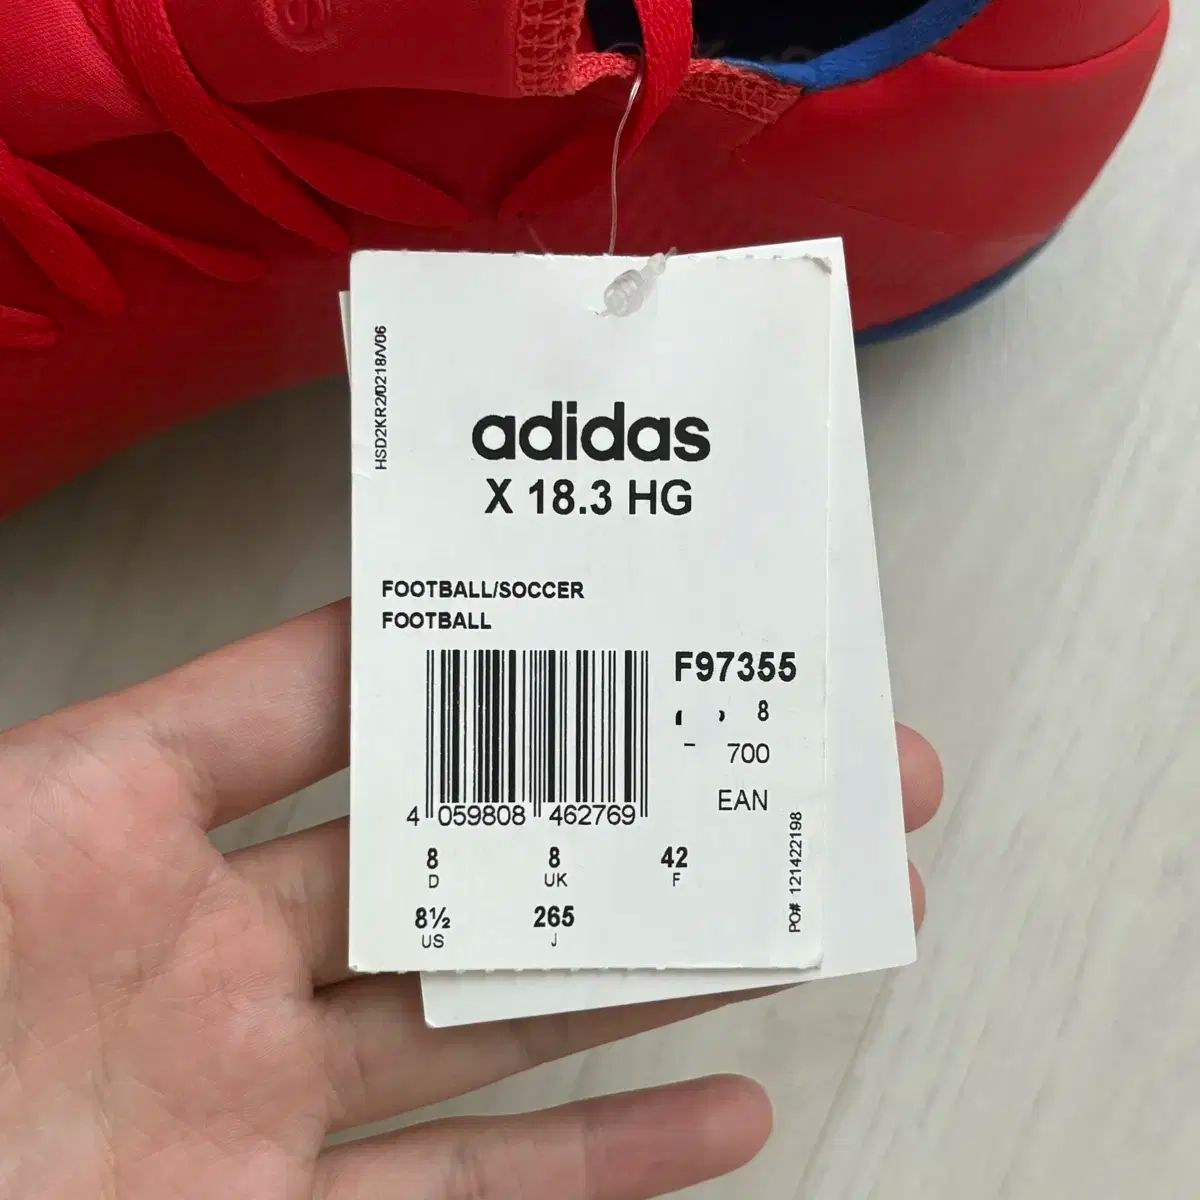 HSD2KR2/0218/V/06
adidas
X 18.3 HG
FOOTBALL/SOCCER
FOOTBALL
F97355
8
700
EAN
4 059808 462769
8 8 42
D UK F
8½ 265
US J
PO# 121422198